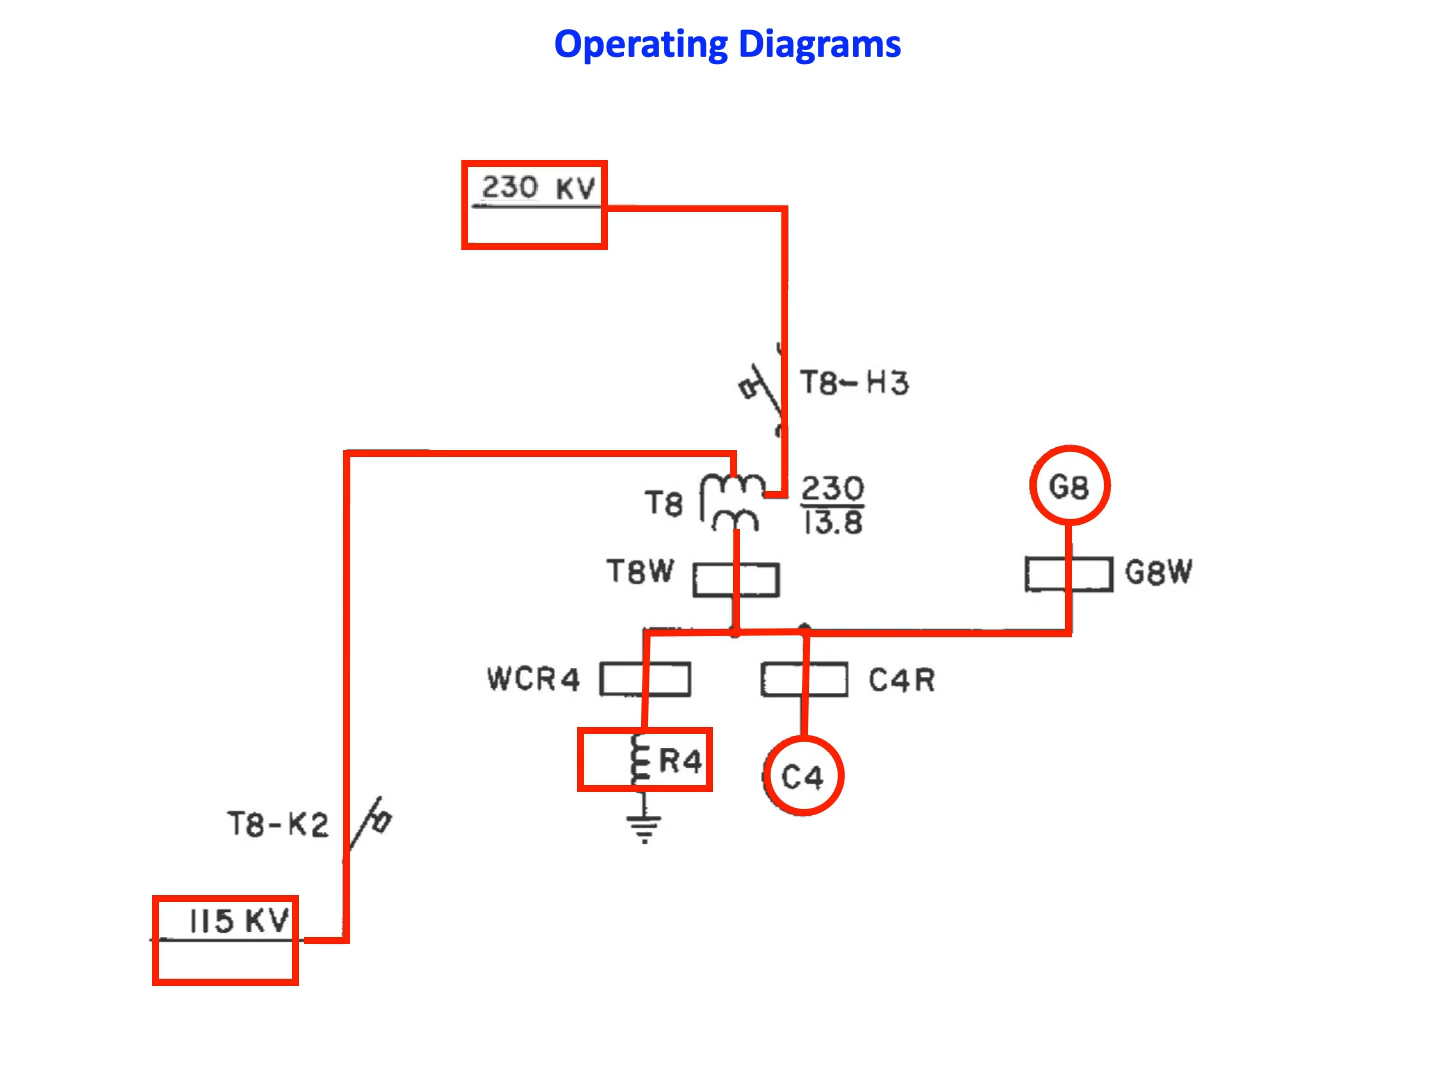 Operating Diagrams
230 KV
T8-H3
T8
230
13.8
G8
T8W
G8W
WCR4
C4R
R4
C4
T8-K2
115 KV